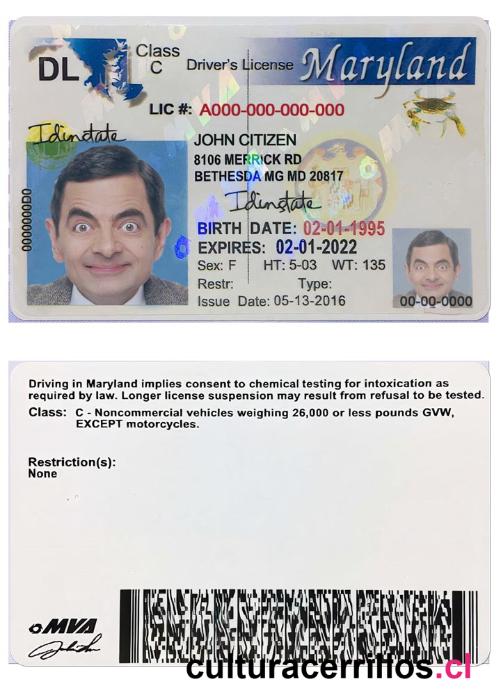 DL
Class
C
Driver's License
Maryland
LIC #: A000-000-000-000
Idinstate
JOHN CITIZEN
8106 MERRICK RD
BETHESDA MG MD 20817
Idinstate
BIRTH DATE: 02-01-1995
EXPIRES: 02-01-2022
Sex: F HT: 5-03 WT: 135
Restr: Type:
Issue Date: 05-13-2016
0000000000
00-00-0000
Driving in Maryland implies consent to chemical testing for intoxication as
required by law. Longer license suspension may result from refusal to be tested.
Class: C - Noncommercial vehicles weighing 26,000 or less pounds GVW,
EXCEPT motorcycles.
Restriction(s):
None
MVA
culturacerrillos.cl